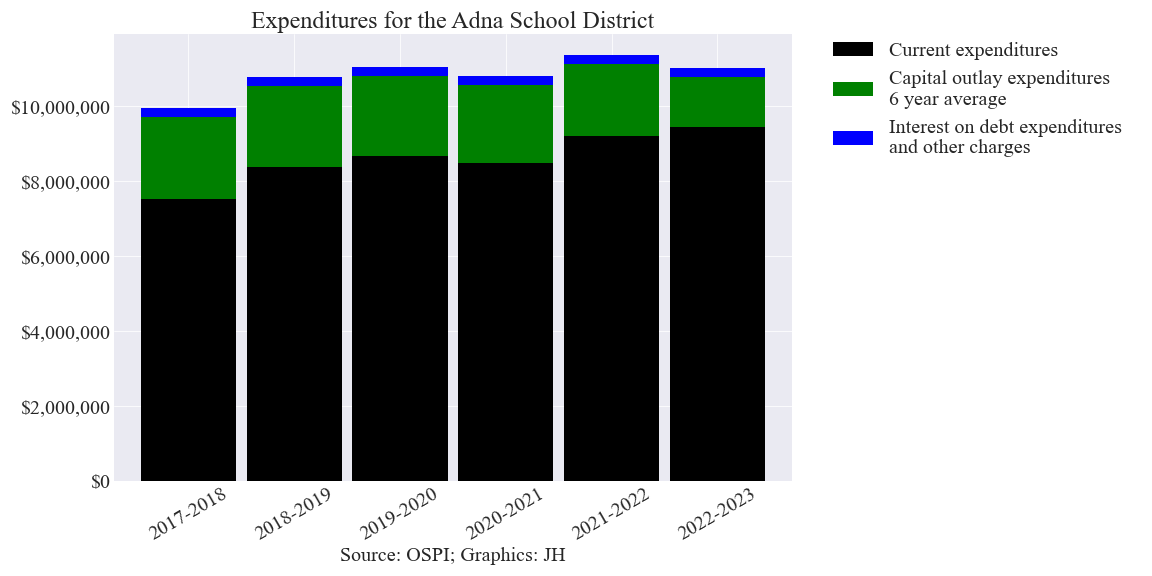 Expenditures for the Adna School District
Current expenditures
Capital outlay expenditures
6 year average
Interest on debt expenditures
and other charges
$10,000,000
$8,000,000
$6,000,000
$4,000,000
$2,000,000
$0
2017-2018
2018-2019
2019-2020
2020-2021
2021-2022
2022-2023
Source: OSPI; Graphics: JH